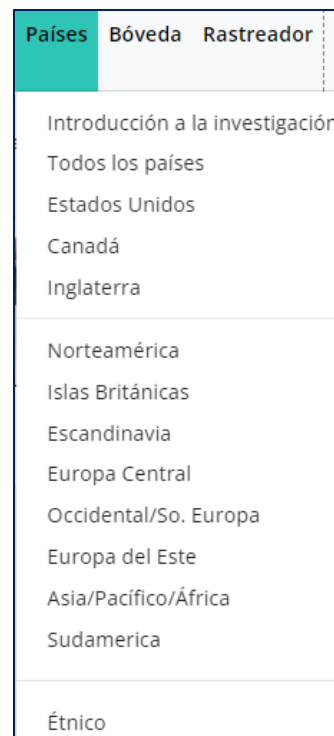 Países Bóveda Rastreador
Introducción a la investigación
Todos los países
Estados Unidos
Canadá
Inglaterra
Norteamérica
Islas Británicas
Escandinavia
Europa Central
Occidental/So. Europa
Europa del Este
Asia/Pacífico/África
Sudamerica
Étnico